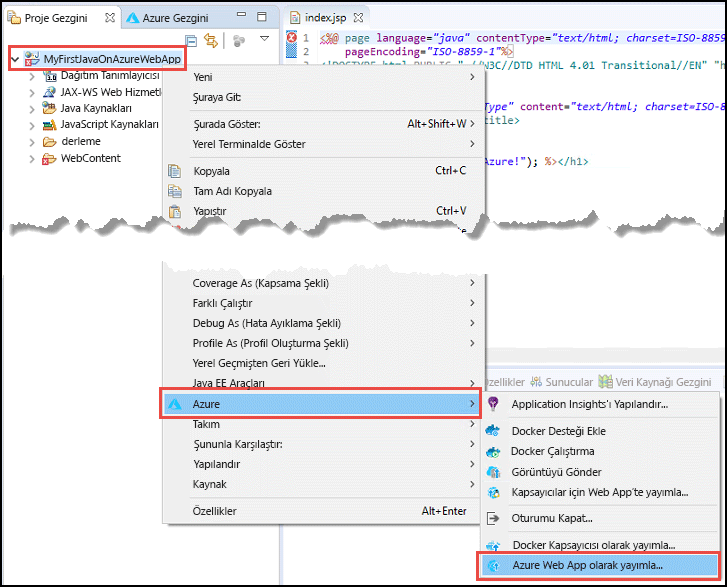 Proje Gezgini
Azure Gezgini
index.jsp
MyFirstJavaOnAzureWebApp
Dağıtım Tanımlayıcısı
JAX-WS Web Hizmetle
Java Kaynakları
JavaScript Kaynakları
derleme
WebContent
1 <%@ page language="java" contentType="text/html; charset=ISO-8859
2 pageEncoding="ISO-8859-1"%>
<!DOCTYPE html PUBLIC "-//W3C//DTD HTML 4.01 Transitional//EN" "h
Type" content="text/html; charset=ISO-8
title>
Azure!"); %></h1>
Yeni
Şuraya Git:
Şurada Göster: Alt+Shift+W
Yerel Terminalde Göster
Kopyala Ctrl+C
Tam Adı Kopyala
Yapıştır Ctrl+V
Coverage As (Kapsama Şekli)
Farklı Çalıştır
Debug As (Hata Ayıklama Şekli)
Profile As (Profil Oluşturma Şekli)
Yerel Geçmişten Geri Yükle...
Java EE Araçları
Azure
Takım
Şununla Karşılaştır:
Yapılandır
Kaynak
Özellikler Alt+Enter
özellikler Sunucular Veri Kaynağı Gezgini
Application Insights'ı Yapılandır...
Docker Desteği Ekle
Docker Çalıştırma
Görüntüyü Gönder
Kapsayıcılar için Web App'te yayımla...
Oturumu Kapat...
Docker Kapsayıcısı olarak yayımla...
Azure Web App olarak yayımla...